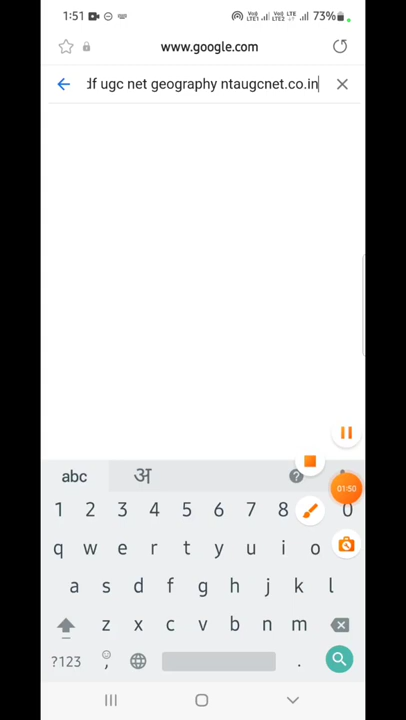 1:51 73%
www.google.com
df ugc net geography ntaugcnet.co.in
abc अ
01:50
1 2 3 4 5 6 7 8 0
q w e r t y u i o
a s d f g h j k l
z x c v b n m
?123 , .